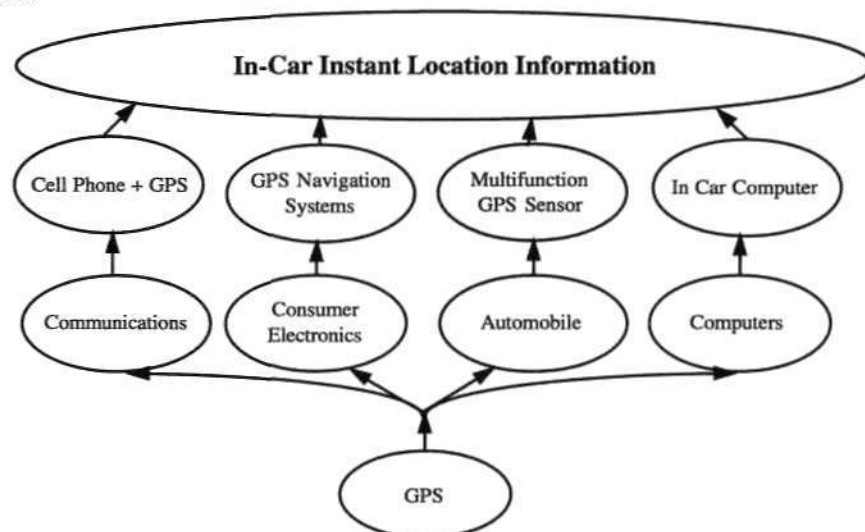 In-Car Instant Location Information
Cell Phone + GPS
GPS Navigation
Systems
Multifunction
GPS Sensor
In Car Computer
Communications
Consumer
Electronics
Automobile
Computers
GPS